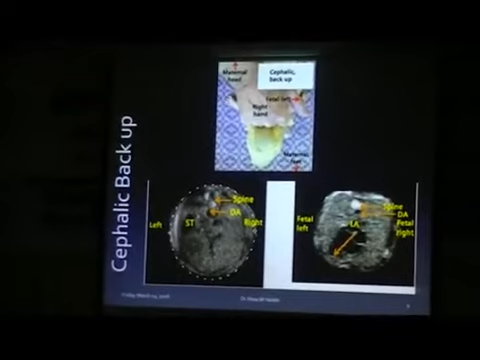 Cephalic Back up
Maternal
head
Cephalic,
back up
Fetal left
Right
hand
Maternal
Spine
DA
Left
ST
Right
Spine
DA
Fetal
left
LA
Fetal
right